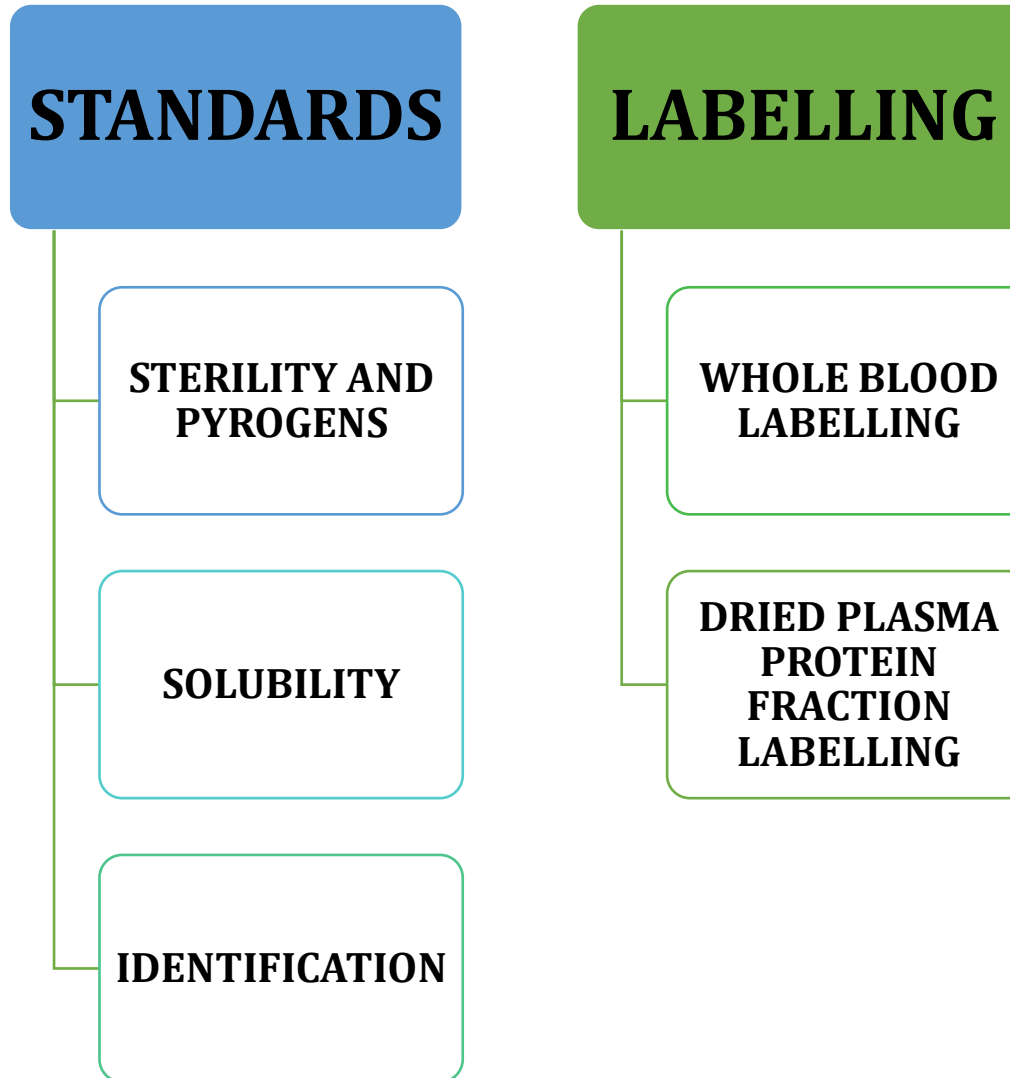 STANDARDS
STERILITY AND
PYROGENS
SOLUBILITY
IDENTIFICATION
LABELLING
WHOLE BLOOD
LABELLING
DRIED PLASMA
PROTEIN
FRACTION
LABELLING